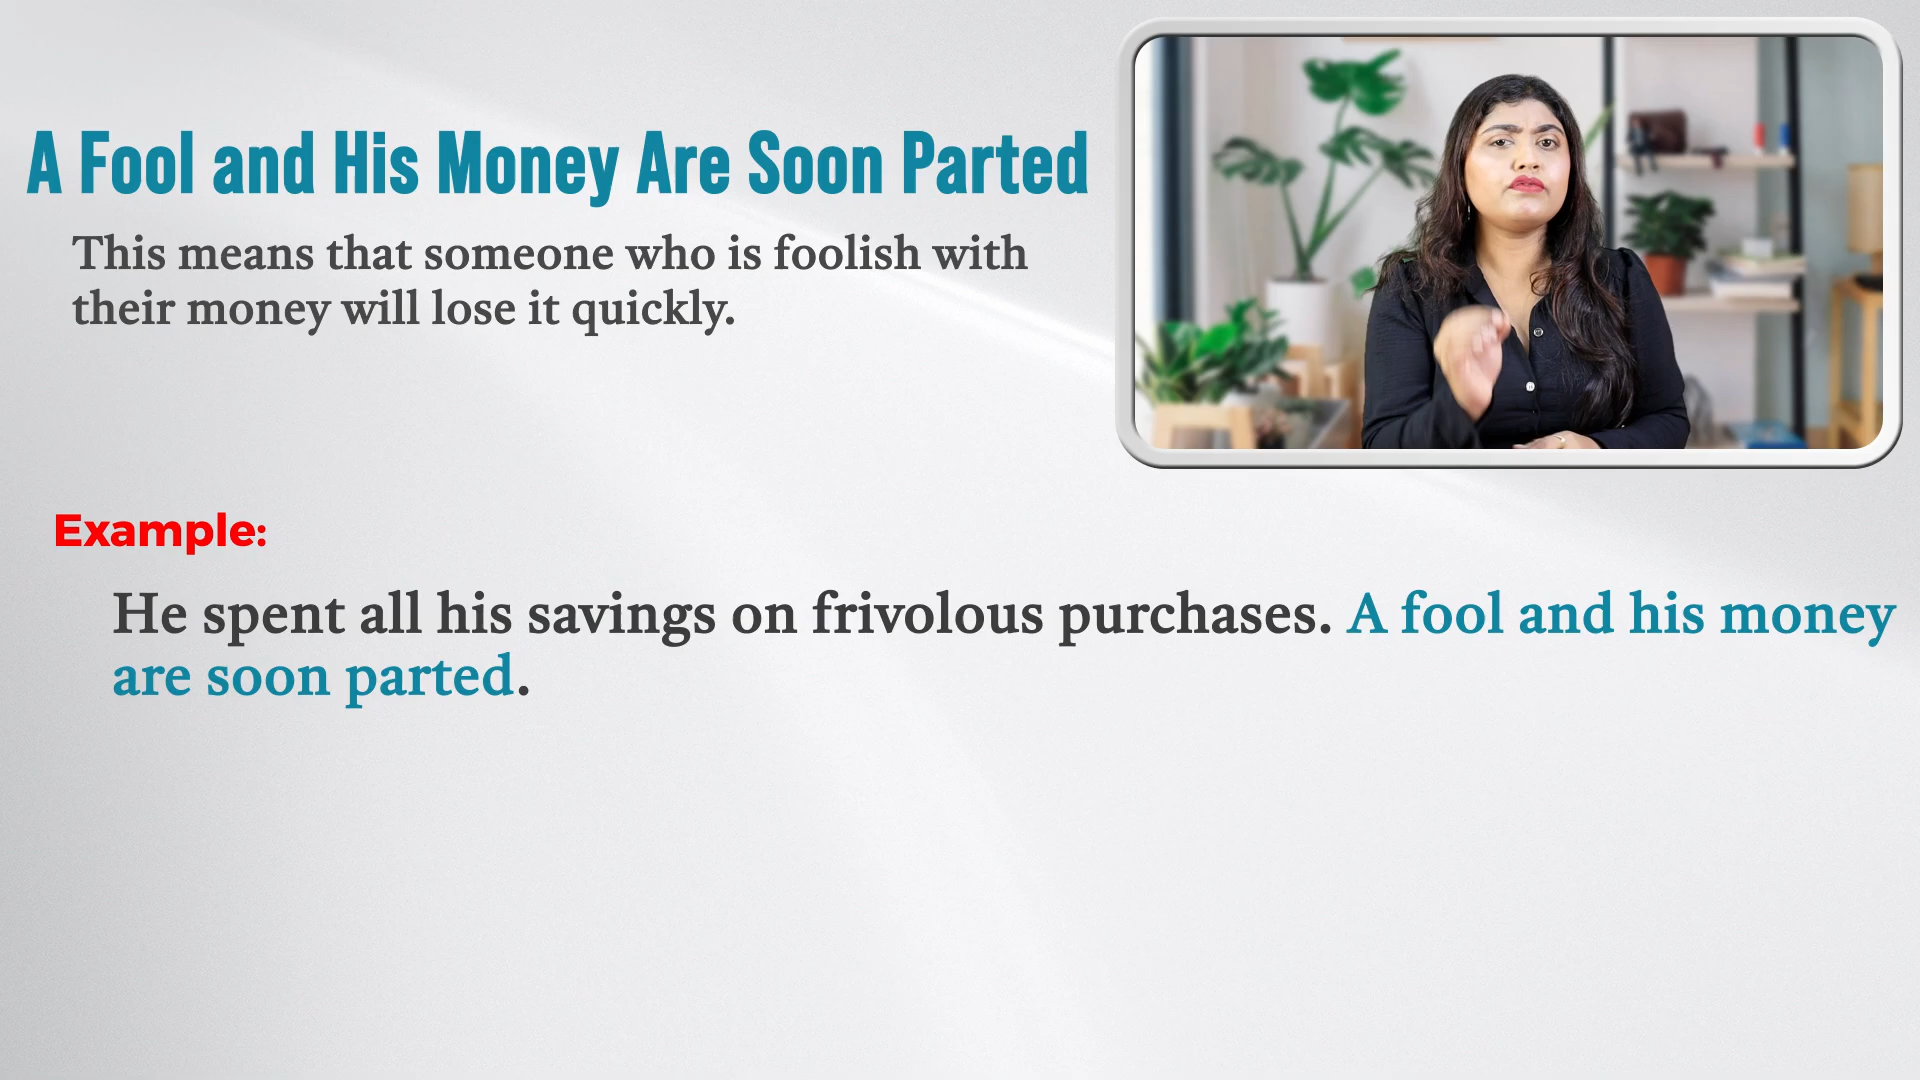 A Fool and His Money Are Soon Parted
This means that someone who is foolish with
their money will lose it quickly.
Example:
He spent all his savings on frivolous purchases. A fool and his money
are soon parted.